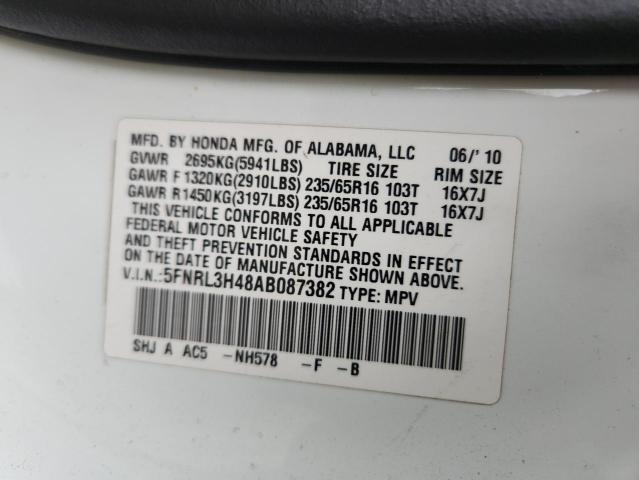 MFD. BY HONDA MFG. OF ALABAMA, LLC 06/' 10
GVWR 2695KG(5941LBS) TIRE SIZE RIM SIZE
GAWR F 1320KG(2910LBS) 235/65R16 103T 16X7J
GAWR R1450KG(3197LBS) 235/65R16 103T 16X7J
THIS VEHICLE CONFORMS TO ALL APPLICABLE
FEDERAL MOTOR VEHICLE SAFETY
AND THEFT PREVENTION STANDARDS IN EFFECT
ON THE DATE OF MANUFACTURE SHOWN ABOVE.
V.I.N.:5FNRL3H48AB087382 TYPE: MPV
SHJ A AC5 -NH578 -F -B